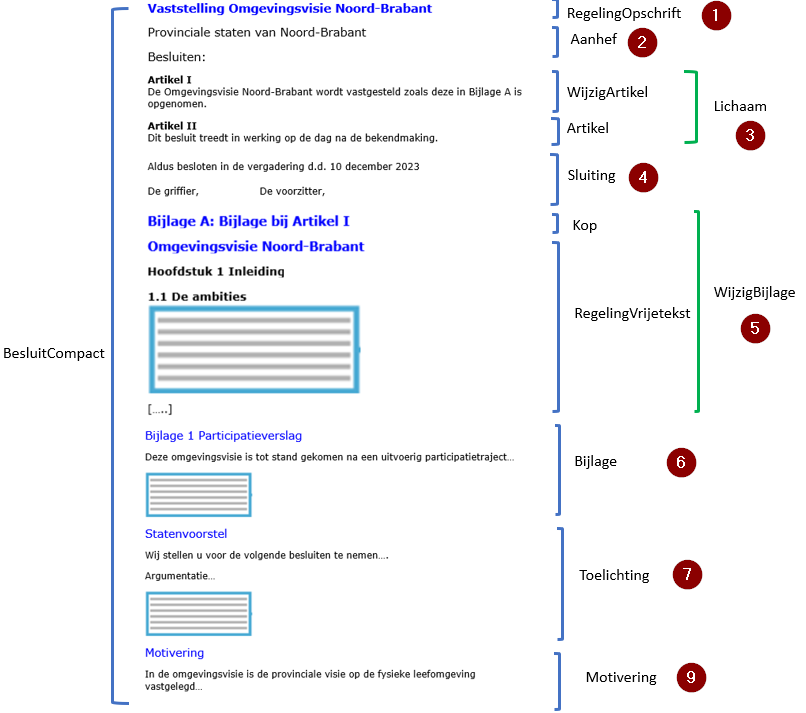 Vaststelling Omgevingsvisie Noord-Brabant
RegelingOpschrift 1
Provinciale staten van Noord-Brabant
Aanhef 2
Besluiten:
Artikel I
De Omgevingsvisie Noord-Brabant wordt vastgesteld zoals deze in Bijlage A is
opgenomen.
WijzigArtikel
Lichaam
3
Artikel II
Dit besluit treedt in werking op de dag na de bekendmaking.
Artikel
Aldus besloten in de vergadering d.d. 10 december 2023
Sluiting 4
De griffier, De voorzitter,
Bijlage A: Bijlage bij Artikel I
Kop
Omgevingsvisie Noord-Brabant
Hoofdstuk 1 Inleiding
1.1 De ambities
WijzigBijlage
5
RegelingVrijetekst
BesluitCompact
[…..]
Bijlage 1 Participatieverslag
Deze omgevingsvisie is tot stand gekomen na een uitvoerig participatietraject…
Bijlage 6
Statenvoorstel
Wij stellen u voor de volgende besluiten te nemen….
Argumentatie…
Toelichting 7
Motivering
In de omgevingsvisie is de provinciale visie op de fysieke leefomgeving
vastgelegd…
Motivering 9